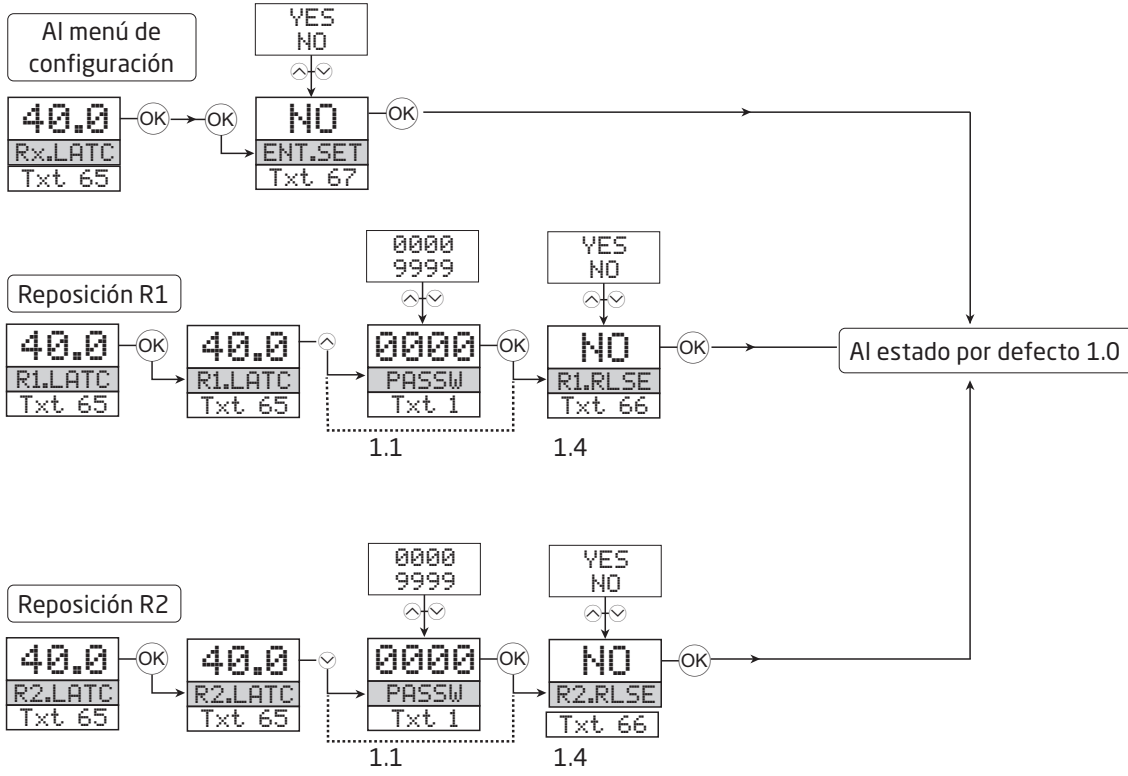 Al menú de
configuración
YES
NO
40.0
OK
OK
NO
OK
Rx.LATC
ENT.SET
Txt 65
Txt 67
0000
9999
YES
NO
Reposición R1
40.0
OK
40.0
0000
OK
NO
OK
Al estado por defecto 1.0
R1.LATC
R1.LATC
PASSW
R1.RLSE
Txt 65
Txt 65
Txt 1
Txt 66
1.1
1.4
0000
9999
YES
NO
Reposición R2
40.0
OK
40.0
0000
OK
NO
OK
R2.LATC
R2.LATC
PASSW
R2.RLSE
Txt 65
Txt 65
Txt 1
Txt 66
1.1
1.4